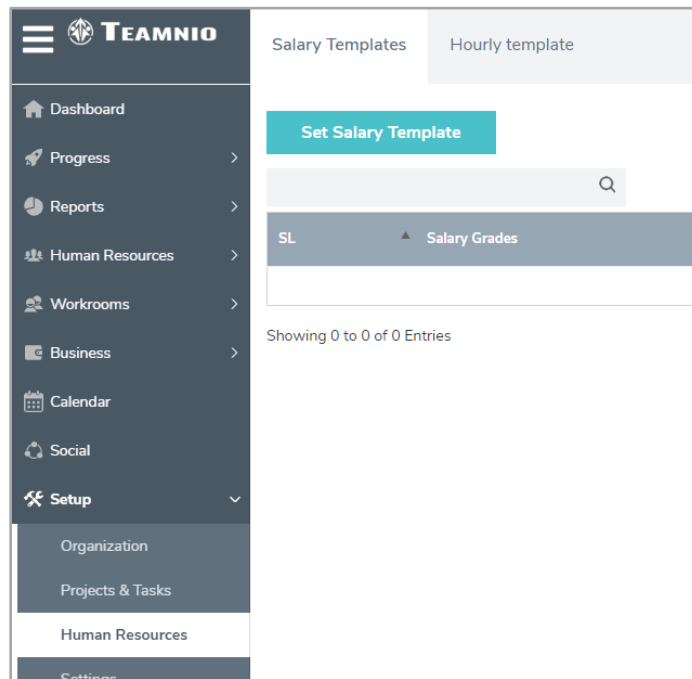 TEAMNIO
Salary Templates
Hourly template
Dashboard
Progress
Reports
Human Resources
Workrooms
Business
Calendar
Social
Setup
Organization
Projects & Tasks
Human Resources
Settings
Set Salary Template
SL
Salary Grades
Showing 0 to 0 of 0 Entries